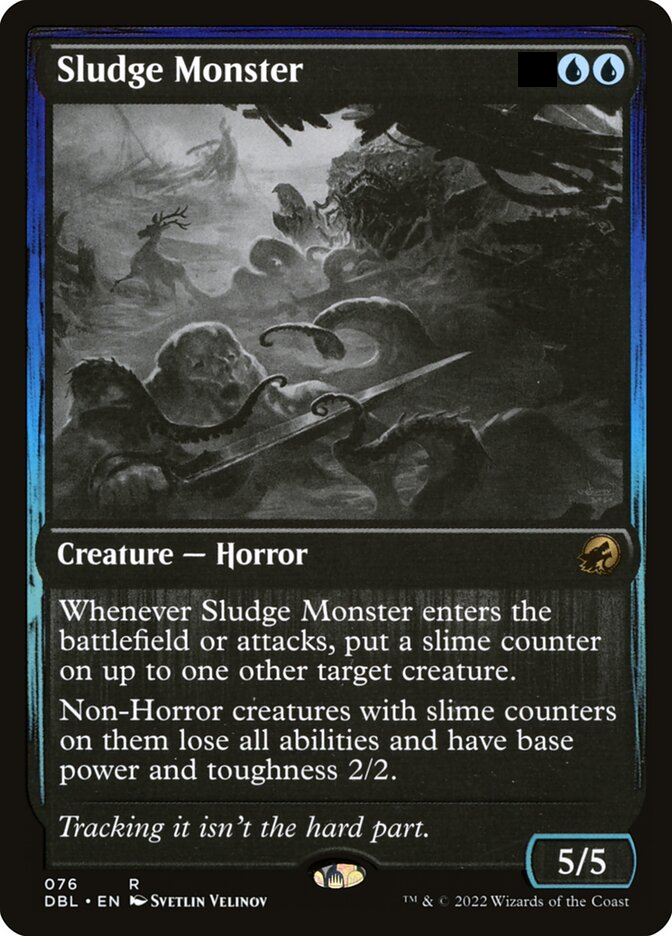 Sludge Monster
Creature — Horror
Whenever Sludge Monster enters the
battlefield or attacks, put a slime counter
on up to one other target creature.
Non-Horror creatures with slime counters
on them lose all abilities and have base
power and toughness 2/2.
Tracking it isn't the hard part.
5/5
076 R
DBL • EN Svetlin Velinov
™ & © 2022 Wizards of the Coast